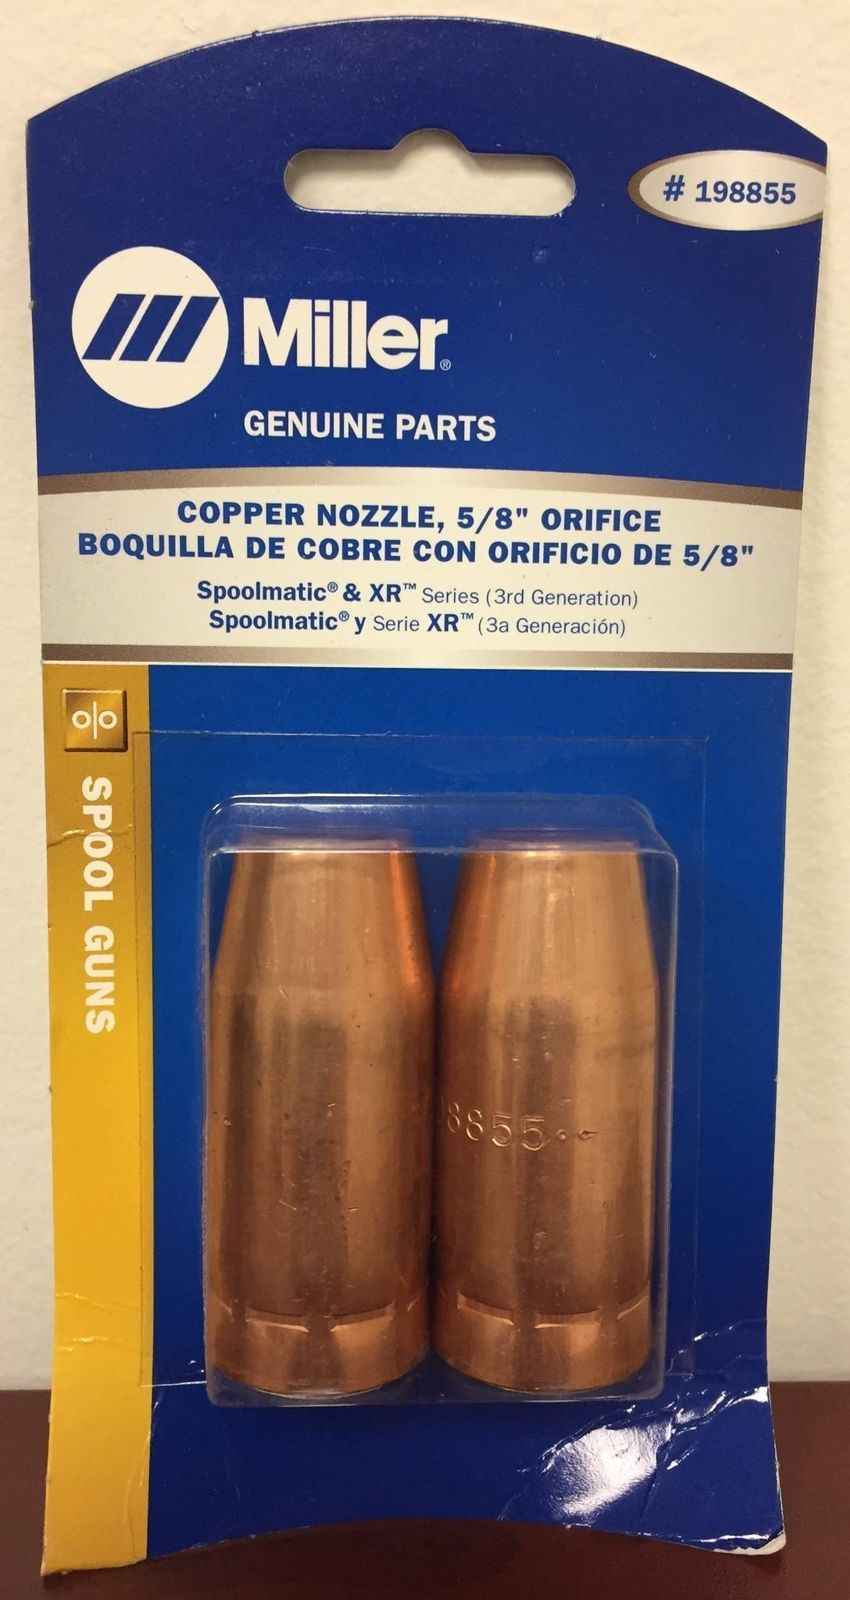 # 198855
Miller®
GENUINE PARTS
COPPER NOZZLE, 5/8" ORIFICE
BOQUILLA DE COBRE CON ORIFICIO DE 5/8"
Spoolmatic® & XR™ Series (3rd Generation)
Spoolmatic® y Serie XR™ (3a Generación)
SPOOL GUNS
8855